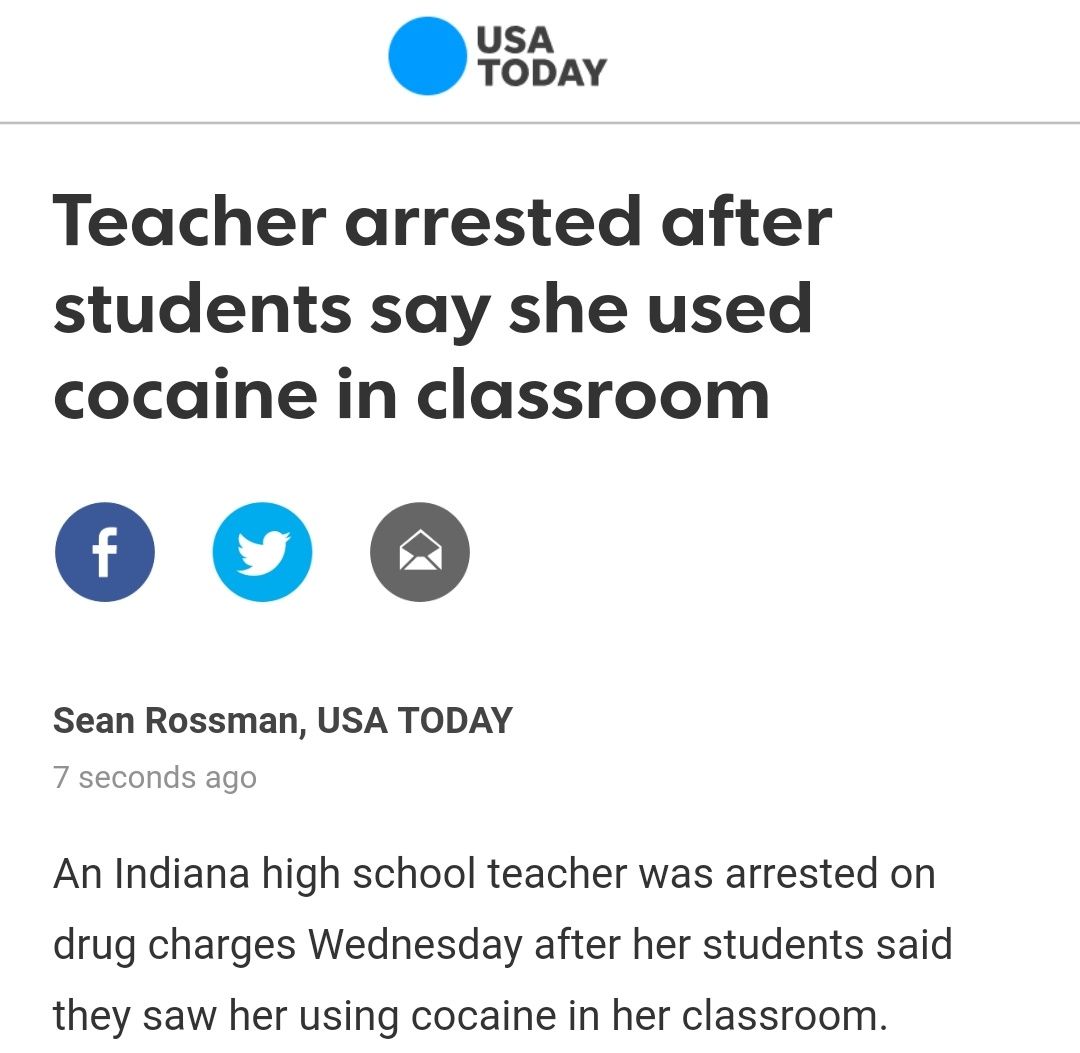 USA
TODAY
Teacher arrested after
students say she used
cocaine in classroom
f
Sean Rossman, USA TODAY
7 seconds ago
An Indiana high school teacher was arrested on
drug charges Wednesday after her students said
they saw her using cocaine in her classroom.